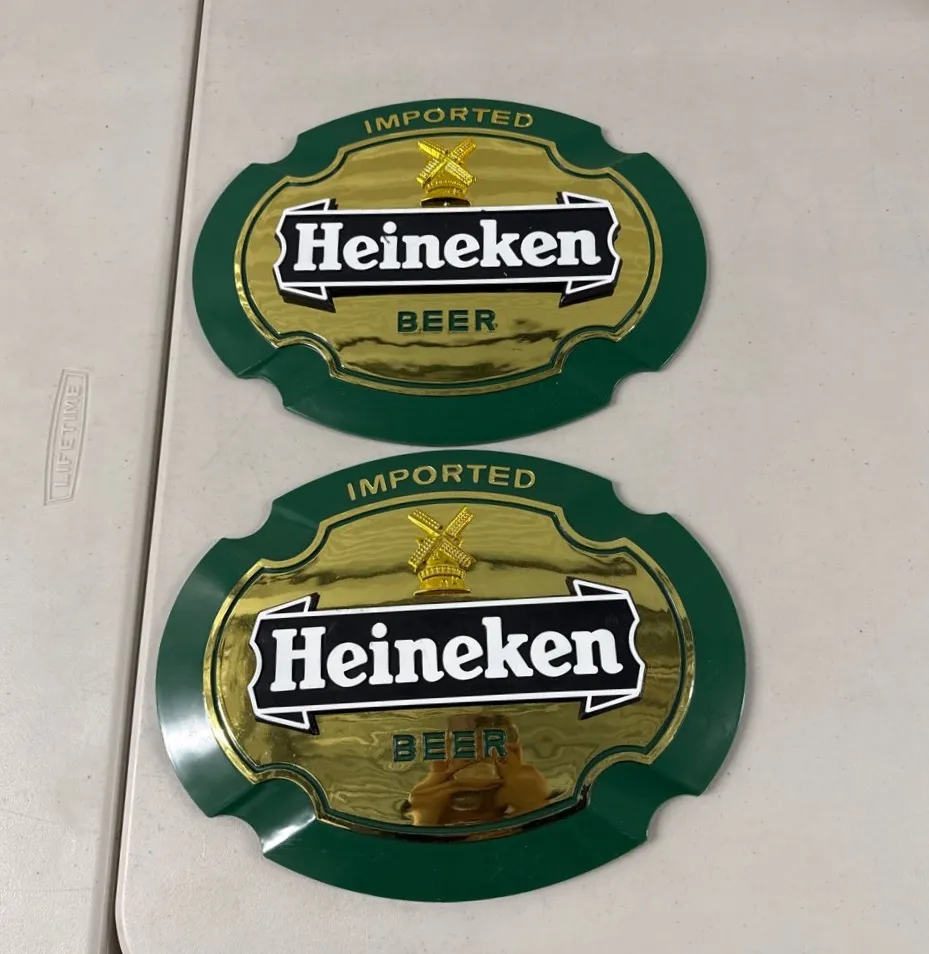 IMPORTED
Heineken
BEER
LIFETIME
IMPORTED
Heineken
BEER